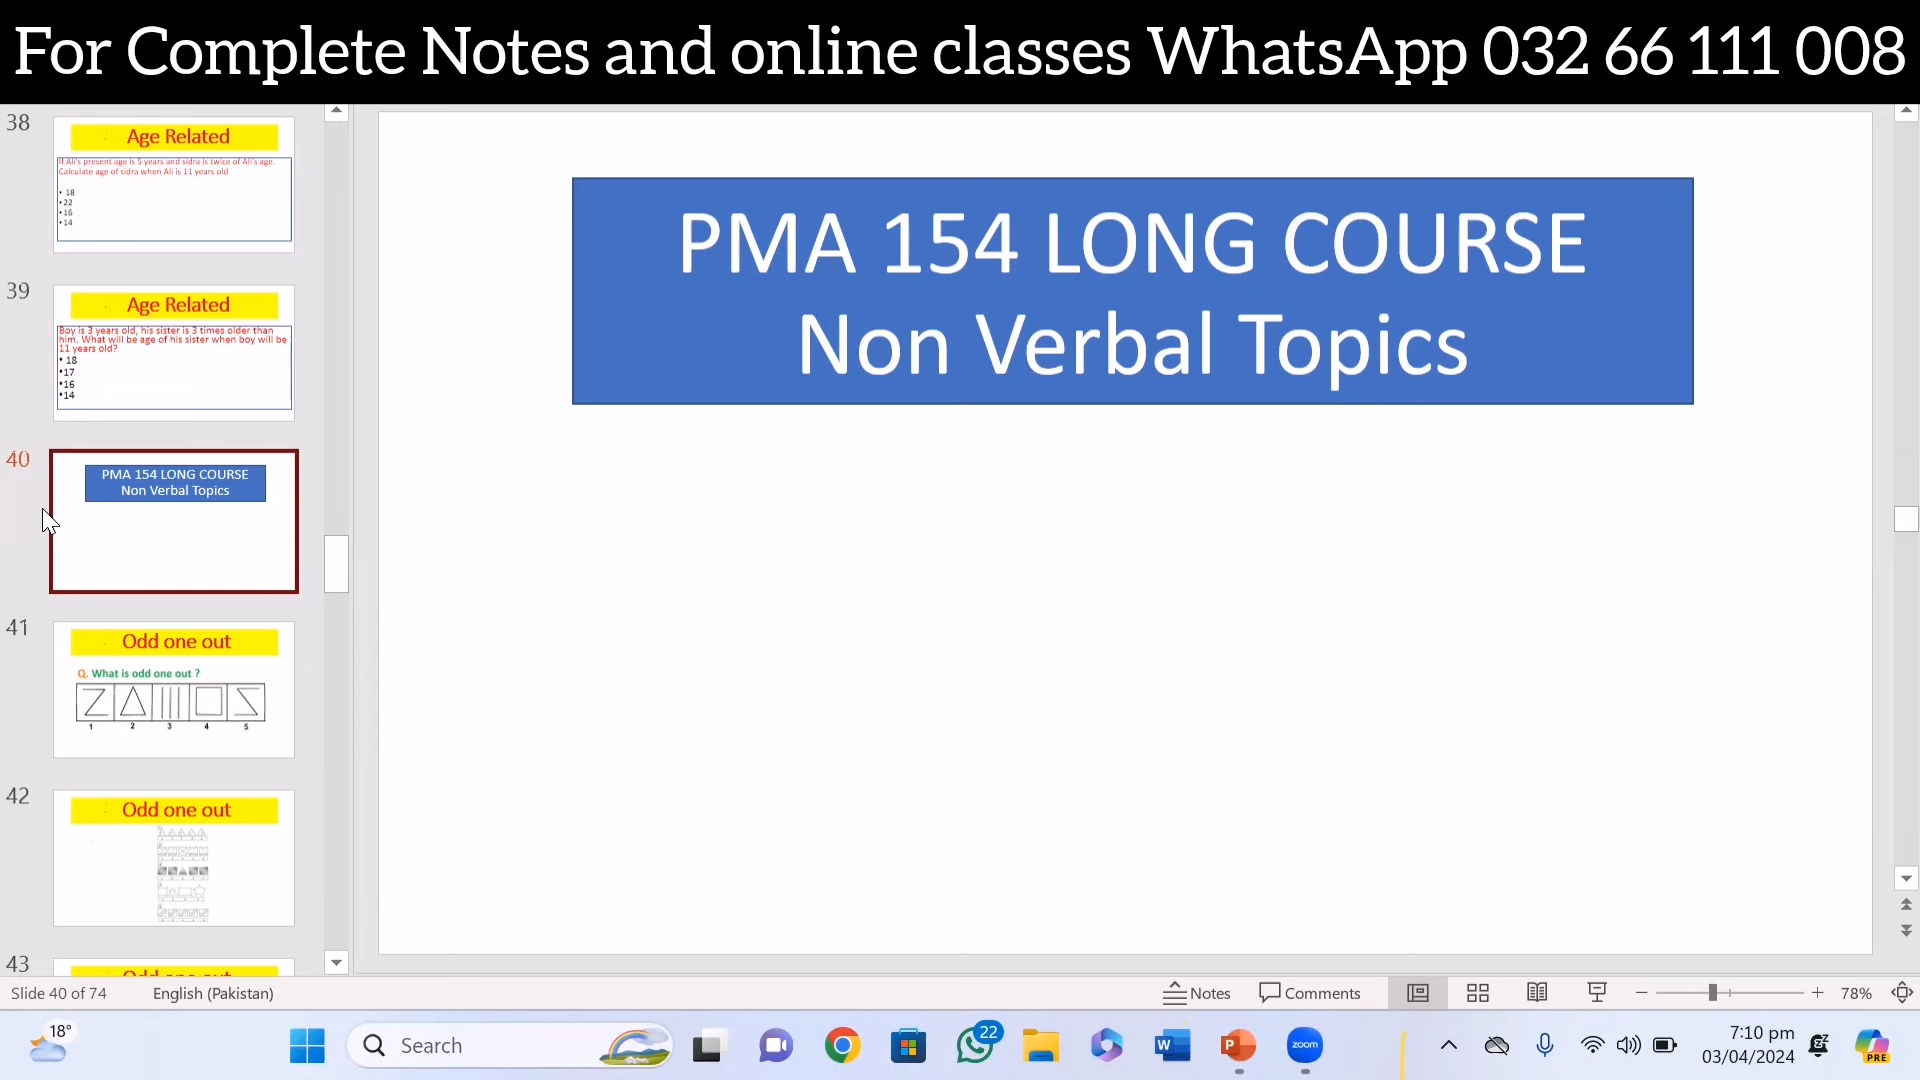 For Complete Notes and online classes WhatsApp 032 66 111 008
38
Age Related
If Ali's present age is 5 years and sidra is twice of Ali's age.
Calculate age of sidra when Ali is 11 years old
• 18
• 22
• 16
• 14
39
Age Related
Boy is 3 years old, his sister is 3 times older than
him. What will be age of his sister when boy will be
11 years old?
• 18
•17
•16
•14
40
PMA 154 LONG COURSE
Non Verbal Topics
41
Odd one out
Q. What is odd one out ?
1 2 3 4 5
42
Odd one out
43
Odd one out
PMA 154 LONG COURSE
Non Verbal Topics
Slide 40 of 74
English (Pakistan)
Notes
Comments
78%
18°
Search
22
W
P
zoom
7:10 pm
03/04/2024
PRE